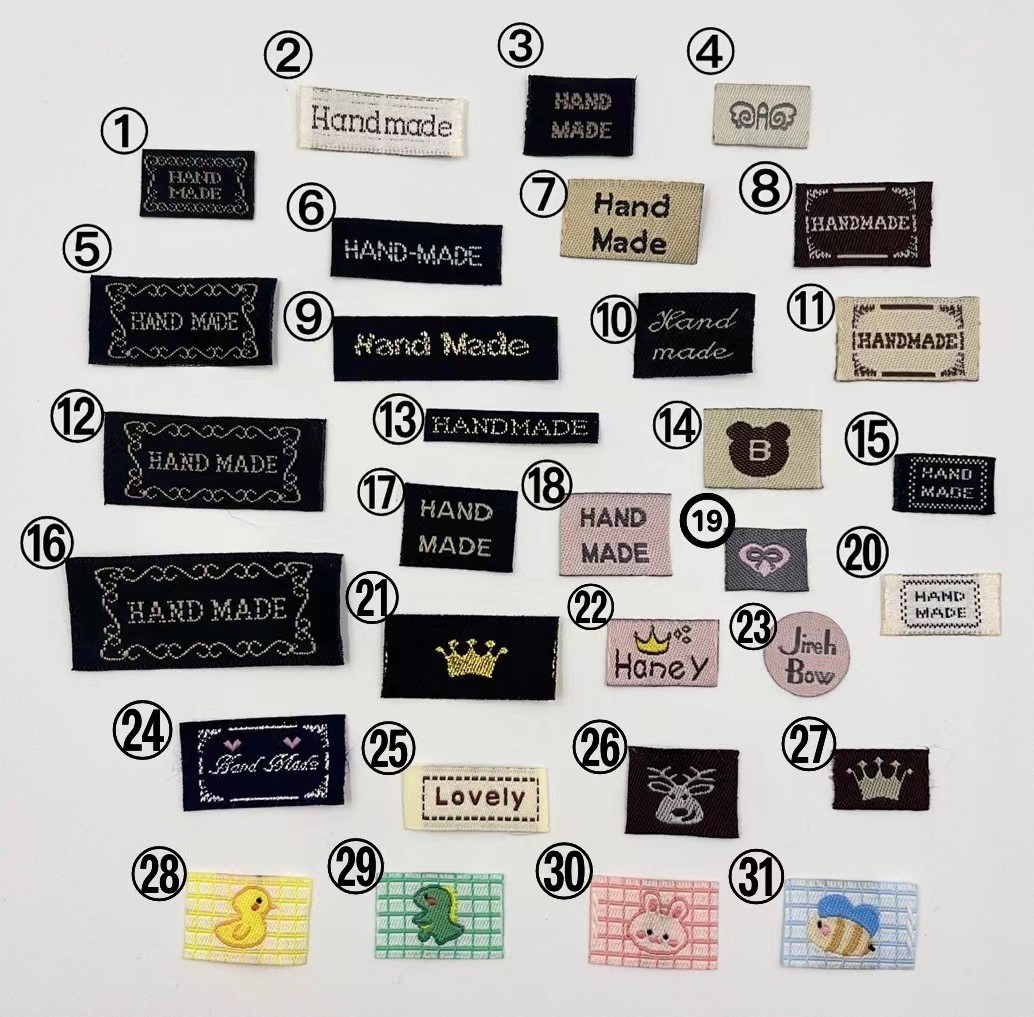 ①
HAND
MADE
②
Handmade
③
HAND
MADE
④
A
⑤
HAND MADE
⑥
HAND-MADE
⑦
Hand
Made
⑧
HANDMADE
⑨
Hand Made
⑩
Hand
made
⑪
HANDMADE
⑫
HAND MADE
⑬
HANDMADE
⑭
B
⑮
HAND
MADE
⑯
HAND MADE
⑰
HAND
MADE
⑱
HAND
MADE
⑲
⑳
HAND
MADE
㉑
㉒
Haney
㉓
Jireh
Bow
㉔
Hand Made
㉕
Lovely
㉖
㉗
㉘
㉙
㉚
㉛